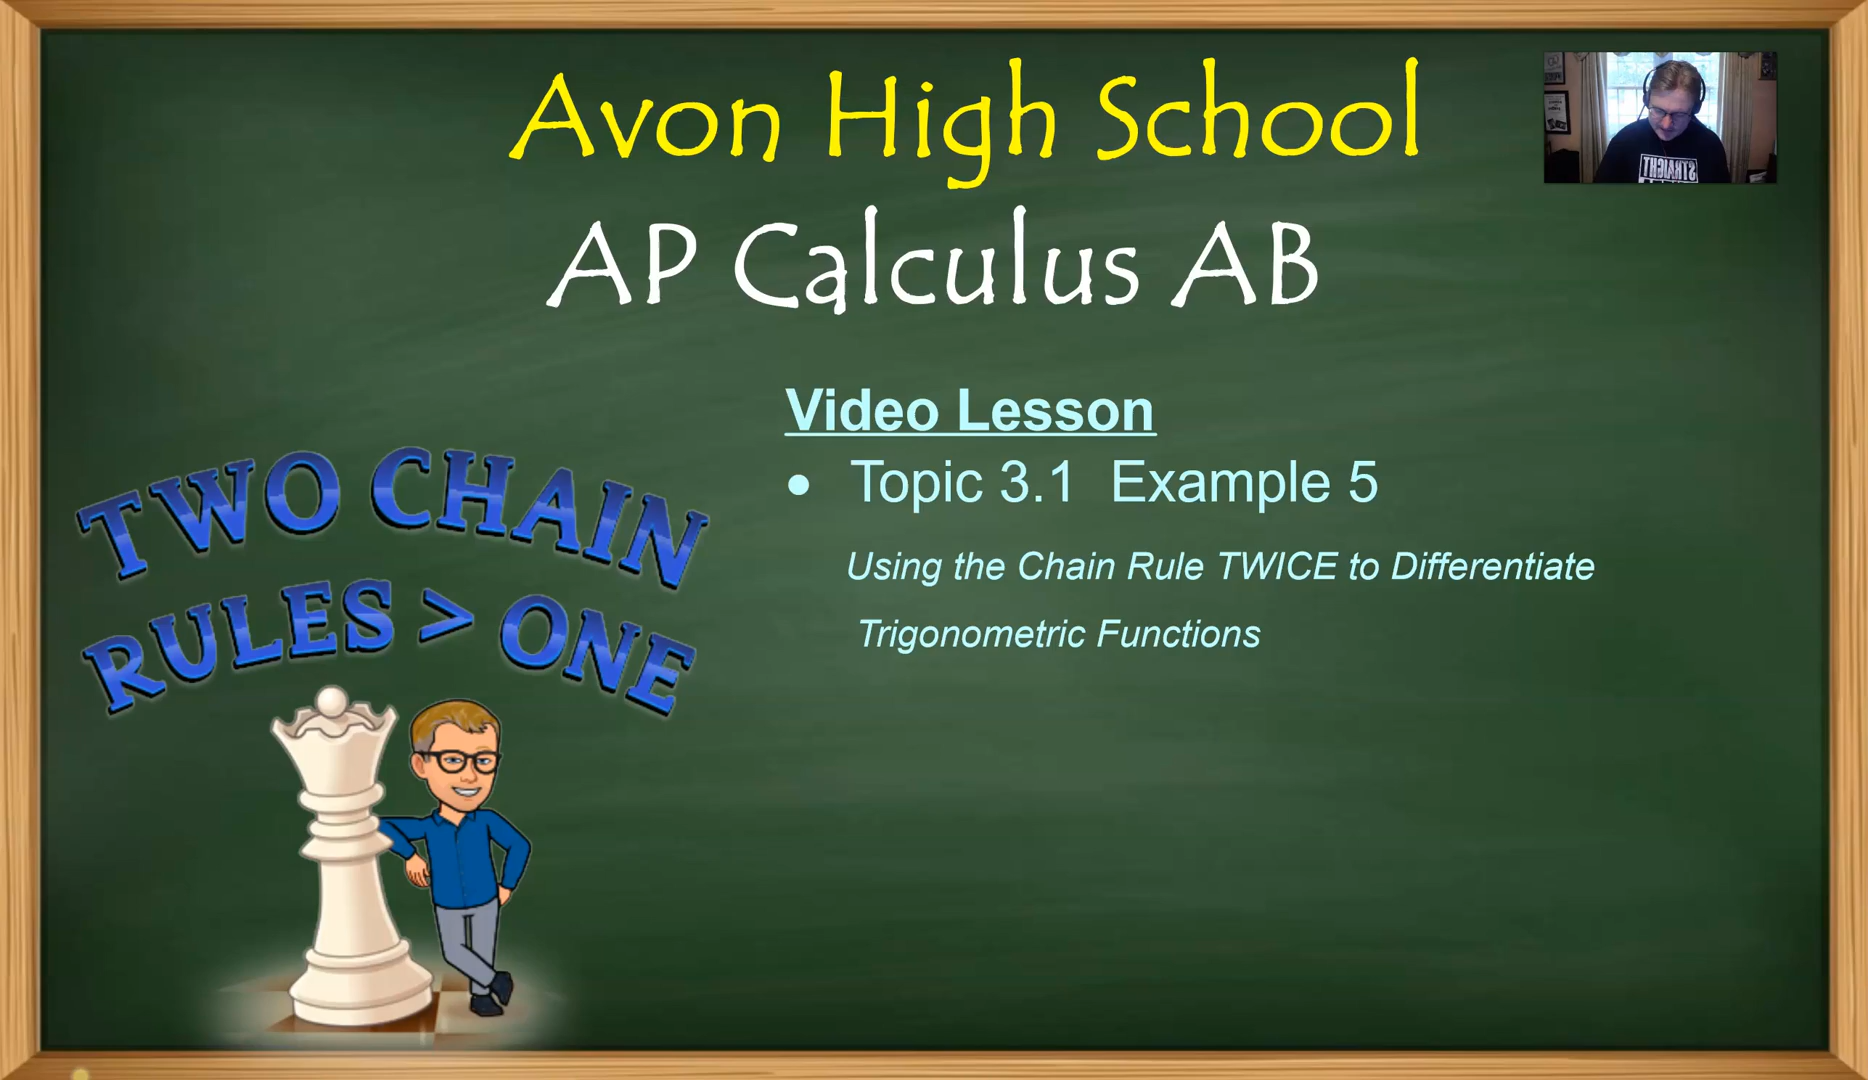 Avon High School
AP Calculus AB
Video Lesson
● Topic 3.1 Example 5
Using the Chain Rule TWICE to Differentiate
Trigonometric Functions
TWO CHAIN
RULES > ONE
STRAIGHT